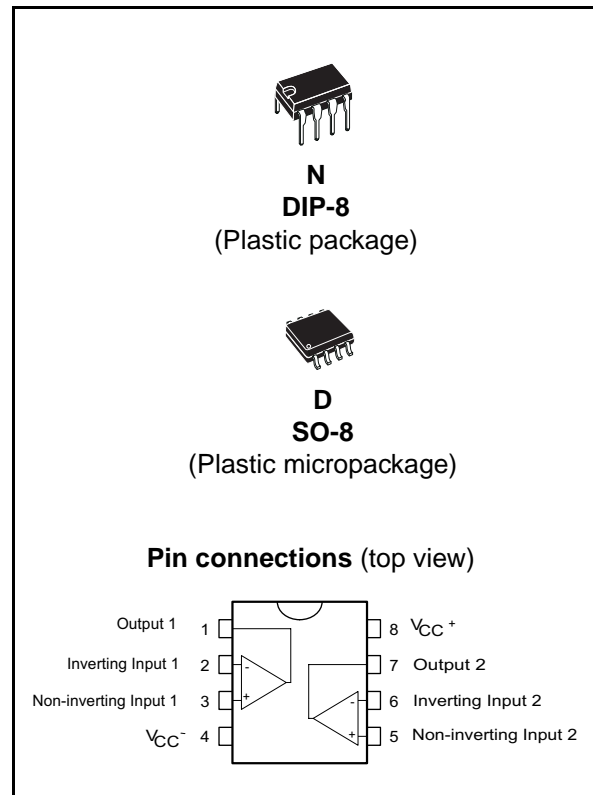 N
DIP-8
(Plastic package)
D
SO-8
(Plastic micropackage)
Pin connections (top view)
Output 1 1
Inverting Input 1 2 -
Non-inverting Input 1 3 +
VCC- 4
8 VCC+
7 Output 2
- 6 Inverting Input 2
+ 5 Non-inverting Input 2